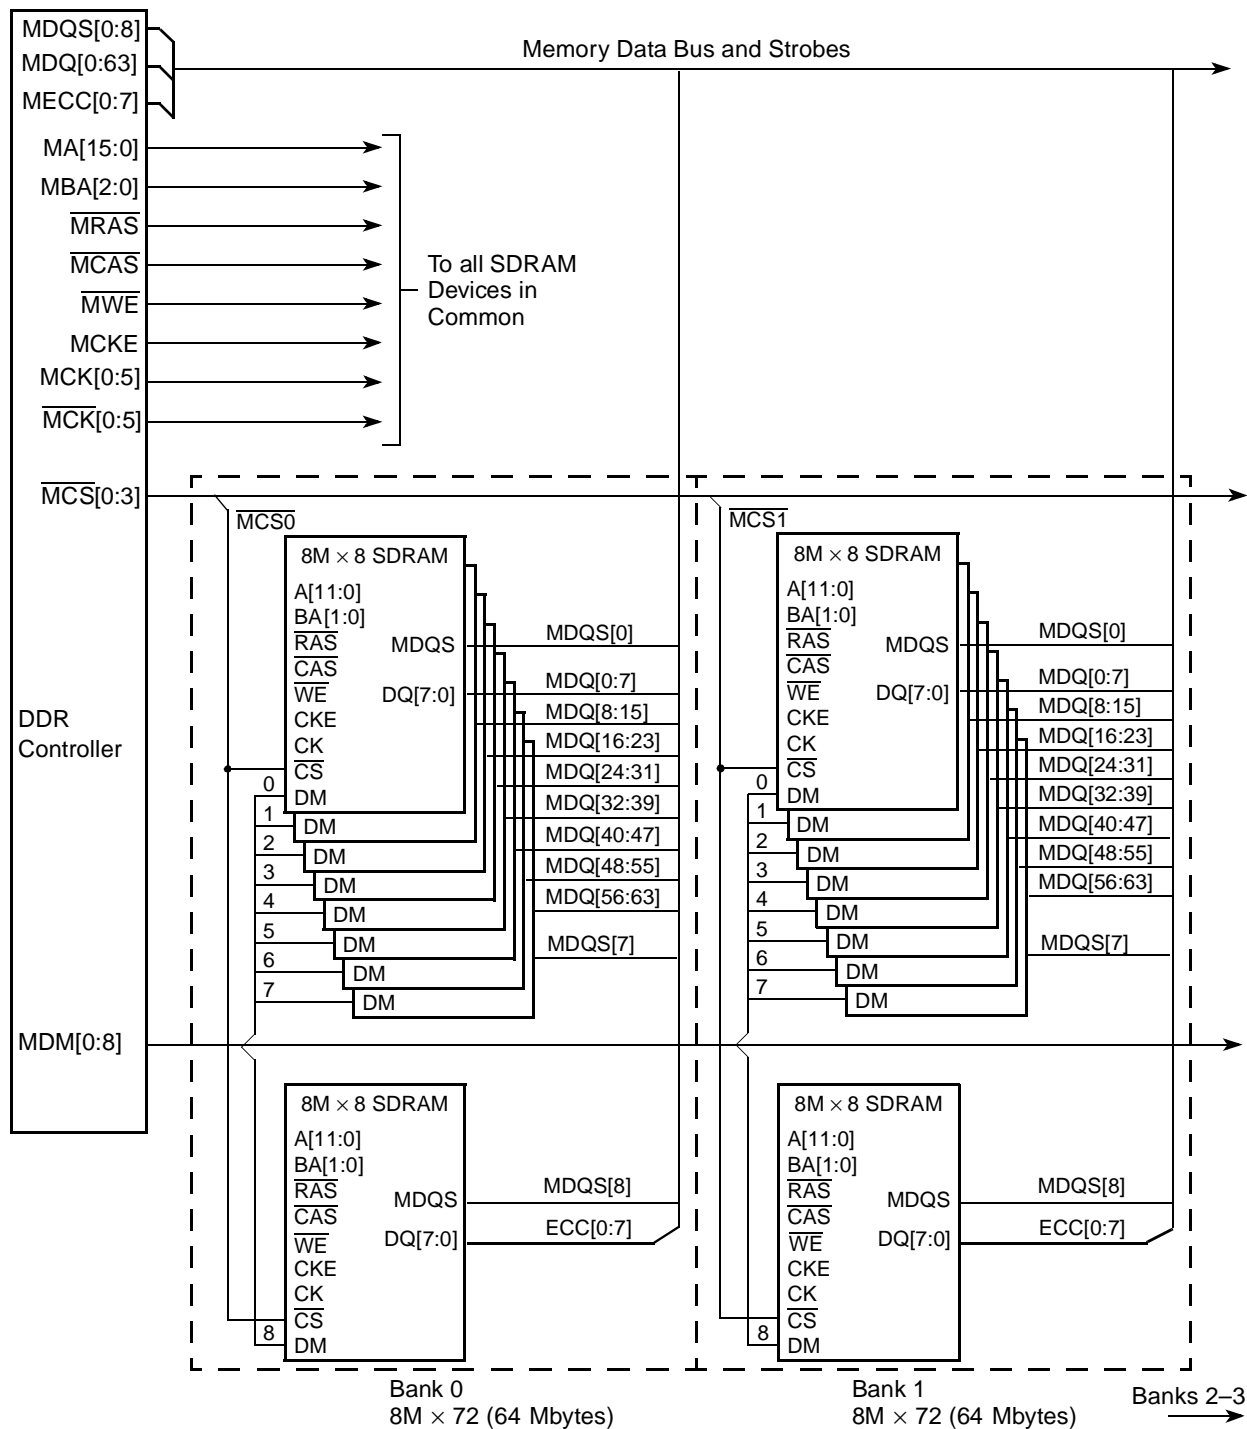 MDQS[0:8]
MDQ[0:63]
MECC[0:7]
Memory Data Bus and Strobes
MA[15:0]
MBA[2:0]
MRAS
MCAS
MWE
MCKE
MCK[0:5]
MCK[0:5]
To all SDRAM
Devices in
Common
MCS[0:3]
DDR
Controller
MDM[0:8]
MCS0
8M × 8 SDRAM
A[11:0]
BA[1:0]
RAS
CAS
WE
CKE
CK
CS
DM
MDQS
DQ[7:0]
0
1
2
3
4
5
6
7
DM
DM
DM
DM
DM
DM
DM
MDQS[0]
MDQ[0:7]
MDQ[8:15]
MDQ[16:23]
MDQ[24:31]
MDQ[32:39]
MDQ[40:47]
MDQ[48:55]
MDQ[56:63]
MDQS[7]
MCS1
8M × 8 SDRAM
A[11:0]
BA[1:0]
RAS
CAS
WE
CKE
CK
CS
DM
MDQS
DQ[7:0]
0
1
2
3
4
5
6
7
DM
DM
DM
DM
DM
DM
DM
MDQS[0]
MDQ[0:7]
MDQ[8:15]
MDQ[16:23]
MDQ[24:31]
MDQ[32:39]
MDQ[40:47]
MDQ[48:55]
MDQ[56:63]
MDQS[7]
8M × 8 SDRAM
A[11:0]
BA[1:0]
RAS
CAS
WE
CKE
CK
CS
DM
8
MDQS
DQ[7:0]
MDQS[8]
ECC[0:7]
8M × 8 SDRAM
A[11:0]
BA[1:0]
RAS
CAS
WE
CKE
CK
CS
DM
8
MDQS
DQ[7:0]
MDQS[8]
ECC[0:7]
Bank 0
8M × 72 (64 Mbytes)
Bank 1
8M × 72 (64 Mbytes)
Banks 2–3